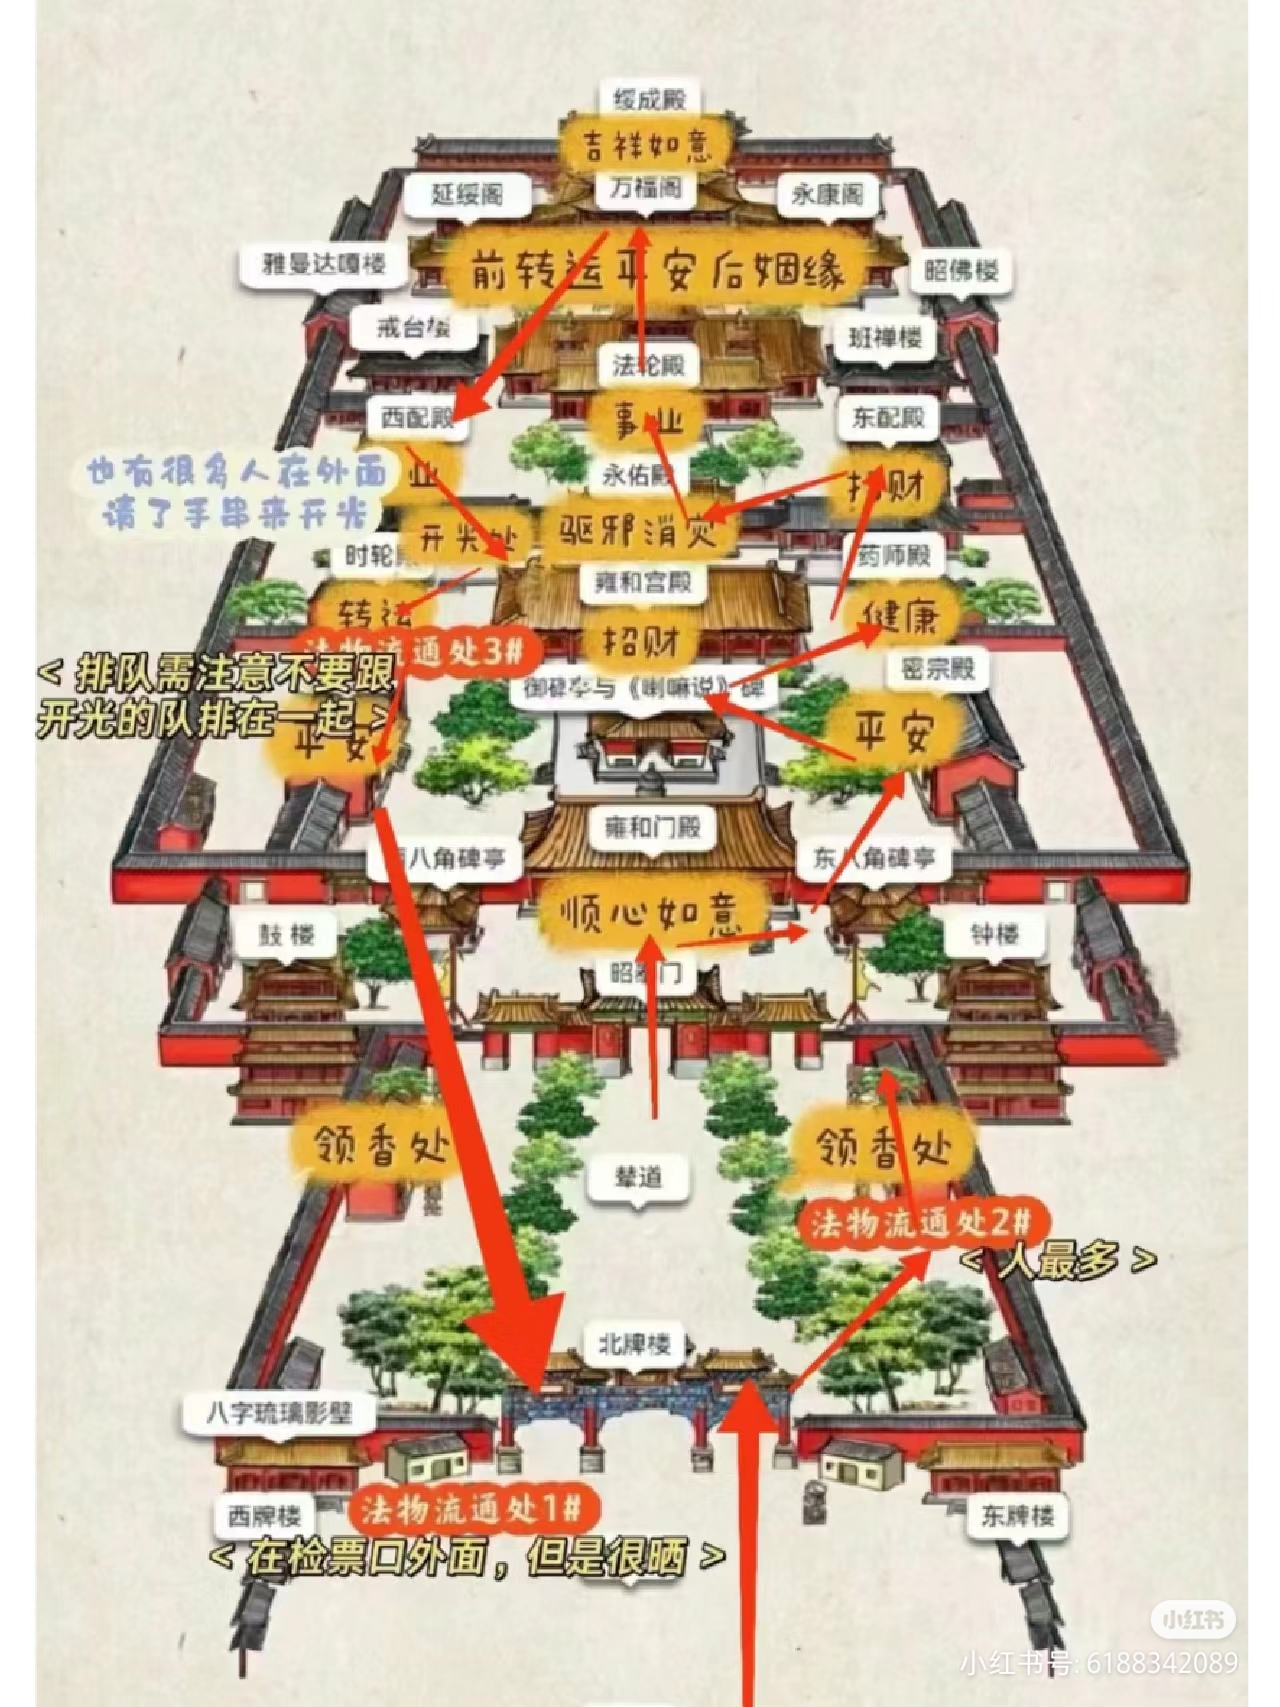 绥成殿
吉祥如意
延绥阁
万福阁
永康阁
雅曼达嘎楼
前转运平安后姻缘
昭佛楼
戒台楼
班禅楼
法轮殿
西配殿
事业
东配殿
也有很多人在外面
请了手串来开光
业
永佑殿
招财
开光处
驱邪消灾
时轮殿
药师殿
雍和宫殿
转运
健康
招财
法物流通处3#
< 排队需注意不要跟
开光的队排在一起 >
御碑亭与《喇嘛说》碑
密宗殿
平安
平安
雍和门殿
八角碑亭
东八角碑亭
顺心如意
鼓楼
钟楼
昭泰门
领香处
领香处
辇道
法物流通处2#
< 人最多 >
北牌楼
八字琉璃影壁
西牌楼
法物流通处1#
东牌楼
< 在检票口外面，但是很晒 >
小红书
小红书号: 6188342089